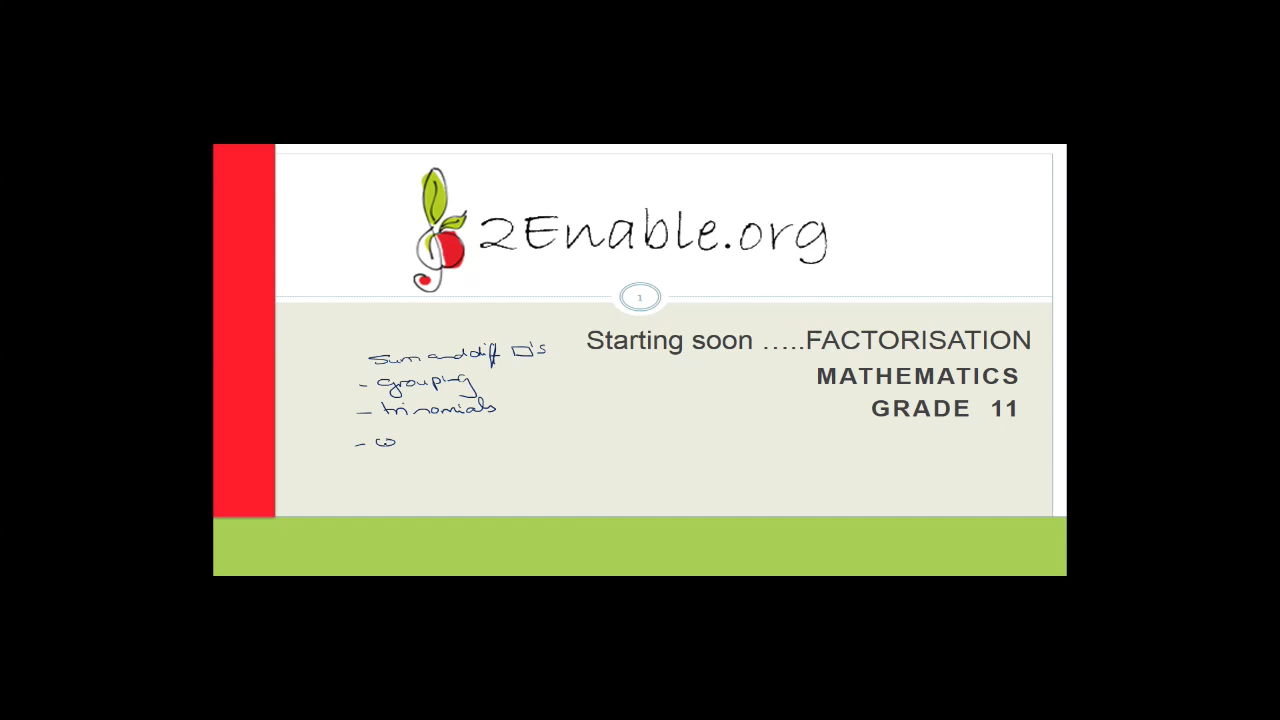 2Enable.org
1
Starting soon …..FACTORISATION
MATHEMATICS
GRADE 11
Sum and diff □'s
- grouping
- trinomials
-